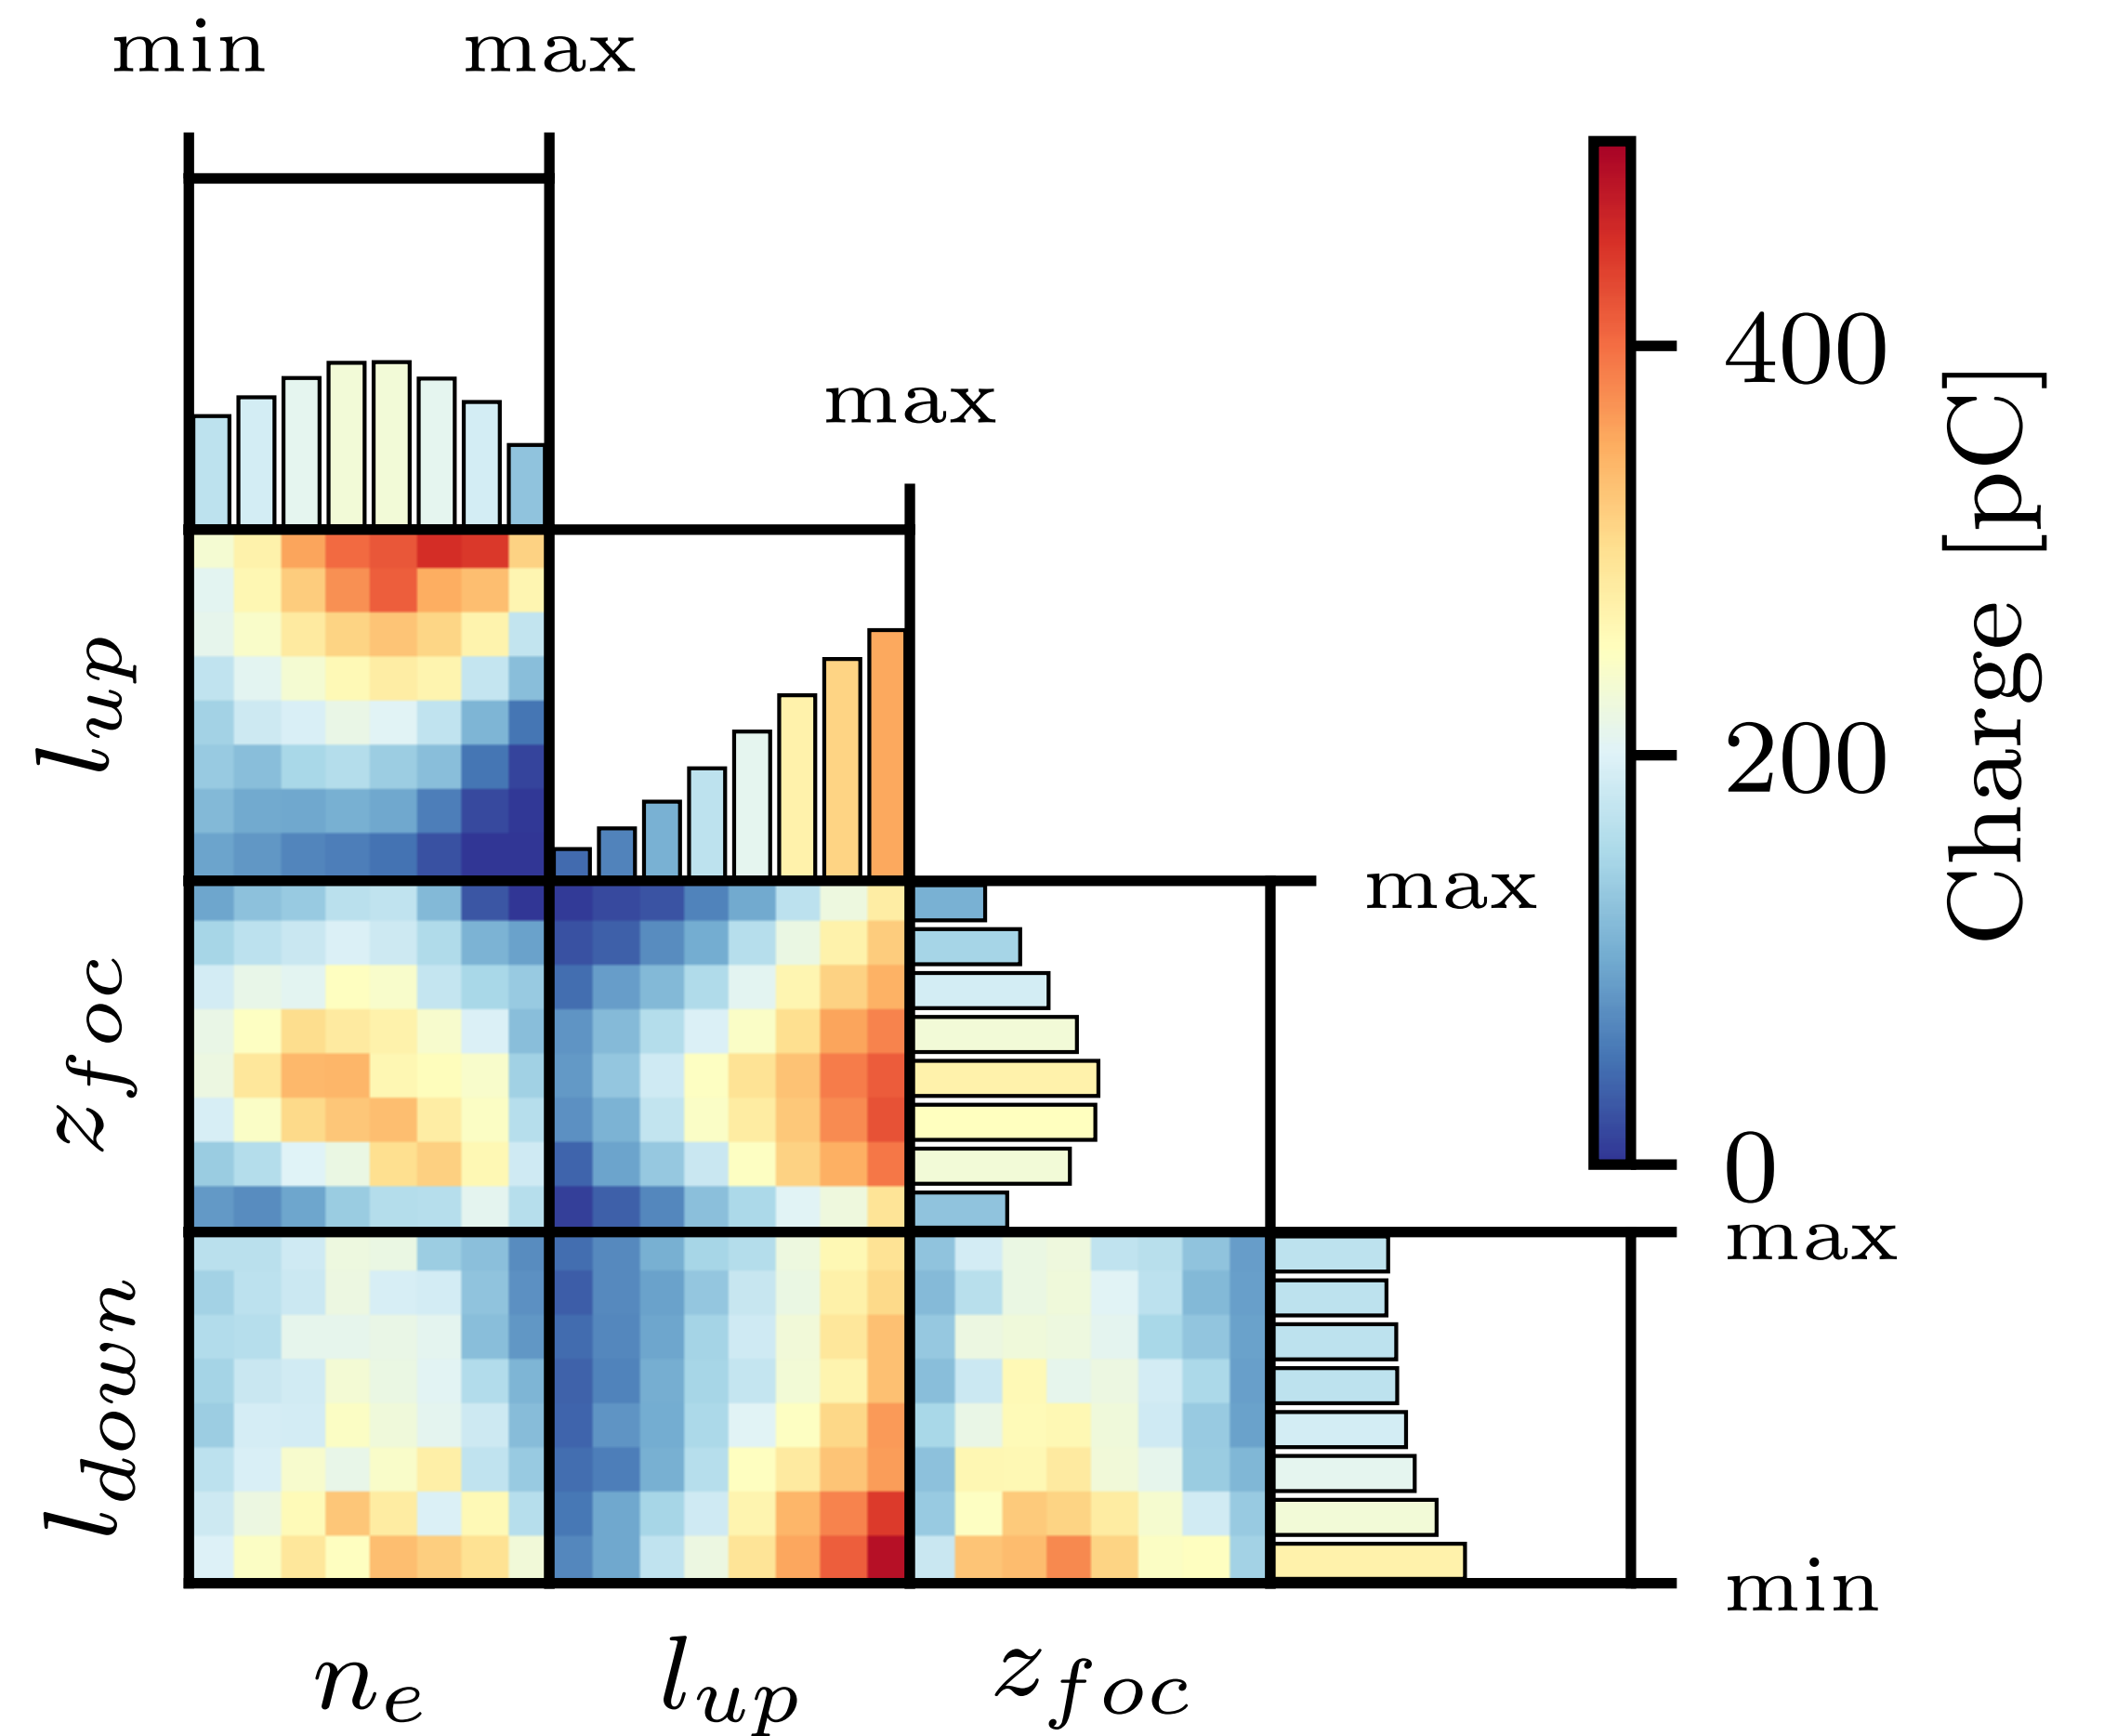 min max
max
max
400
200
0
Charge [pC]
max
min
l_up
z_foc
l_down
n_e l_up z_foc